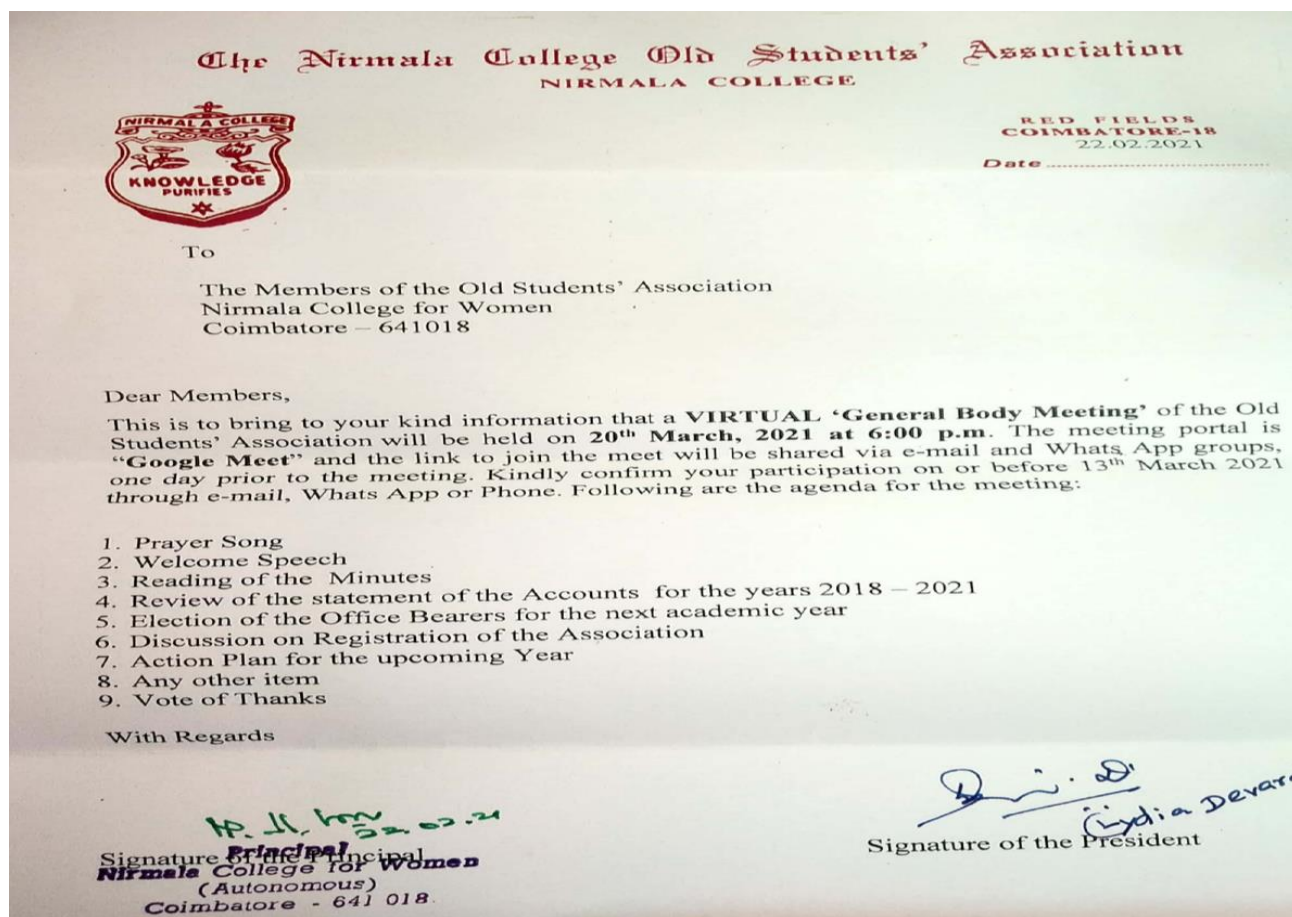 The Nirmala College Old Students' Association
NIRMALA COLLEGE
NIRMALA COLLEGE
KNOWLEDGE
PURIFIES
RED FIELDS
COIMBATORE-18
22.02.2021
Date
To
The Members of the Old Students' Association
Nirmala College for Women
Coimbatore – 641018
Dear Members,
This is to bring to your kind information that a VIRTUAL 'General Body Meeting' of the Old
Students' Association will be held on 20th March, 2021 at 6:00 p.m. The meeting portal is
"Google Meet" and the link to join the meet will be shared via e-mail and Whats App groups,
one day prior to the meeting. Kindly confirm your participation on or before 13th March 2021
through e-mail, Whats App or Phone. Following are the agenda for the meeting:
1. Prayer Song
2. Welcome Speech
3. Reading of the Minutes
4. Review of the statement of the Accounts for the years 2018 – 2021
5. Election of the Office Bearers for the next academic year
6. Discussion on Registration of the Association
7. Action Plan for the upcoming Year
8. Any other item
9. Vote of Thanks
With Regards
22.02.21
Signature of the Principal
Principal
Nirmala College for Women
(Autonomous)
Coimbatore - 641 018.
(Lydia
Signature of the President